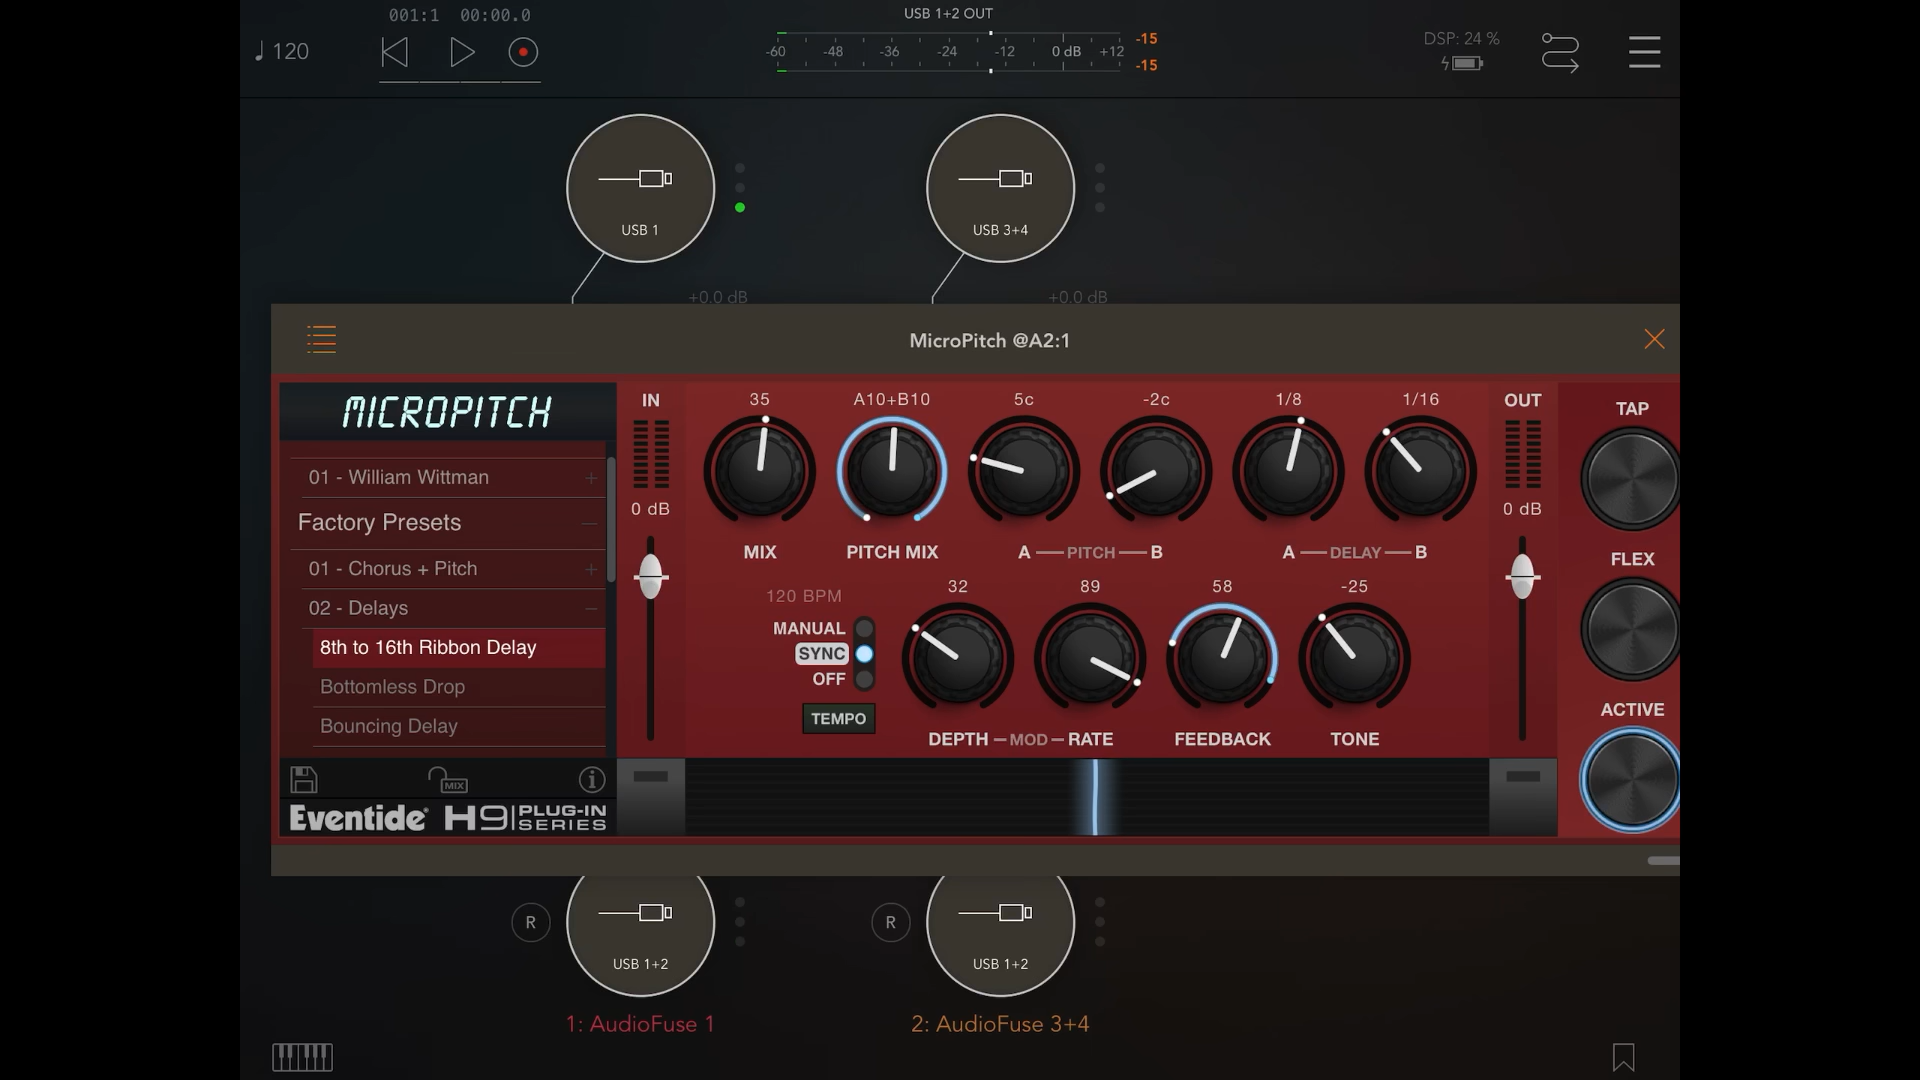 001:1 00:00.0
USB 1+2 OUT
120
-60 -48 -36 -24 -12 0 dB +12
-15
-15
DSP: 24 %
USB 1
USB 3+4
+0.0 dB
+0.0 dB
MicroPitch @A2:1
MICROPITCH
01 - William Wittman
Factory Presets
01 - Chorus + Pitch
02 - Delays
8th to 16th Ribbon Delay
Bottomless Drop
Bouncing Delay
MIX
Eventide H9 PLUG-IN SERIES
IN
0 dB
35 A10+B10 5c -2c 1/8 1/16
MIX PITCH MIX A PITCH B A DELAY B
120 BPM
MANUAL
SYNC
OFF
TEMPO
32 89 58 -25
DEPTH MOD RATE FEEDBACK TONE
OUT
0 dB
TAP
FLEX
ACTIVE
R
USB 1+2
R
USB 1+2
1: AudioFuse 1
2: AudioFuse 3+4